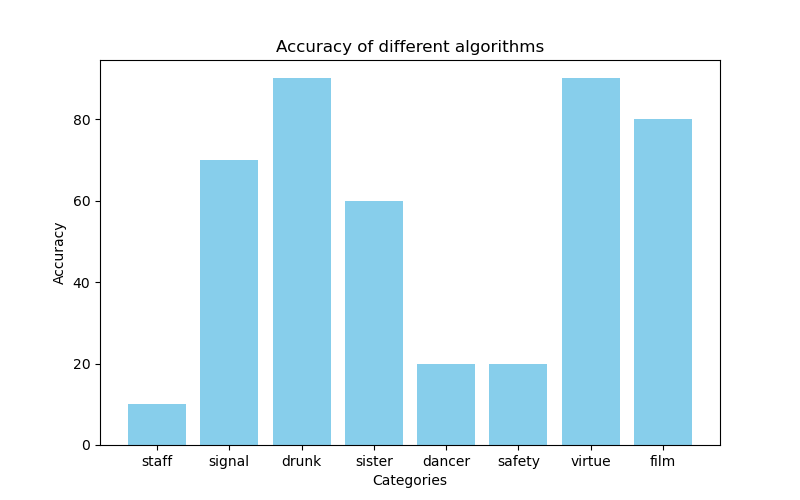 Accuracy of different algorithms
Accuracy
80
60
40
20
0
staff signal drunk sister dancer safety virtue film
Categories